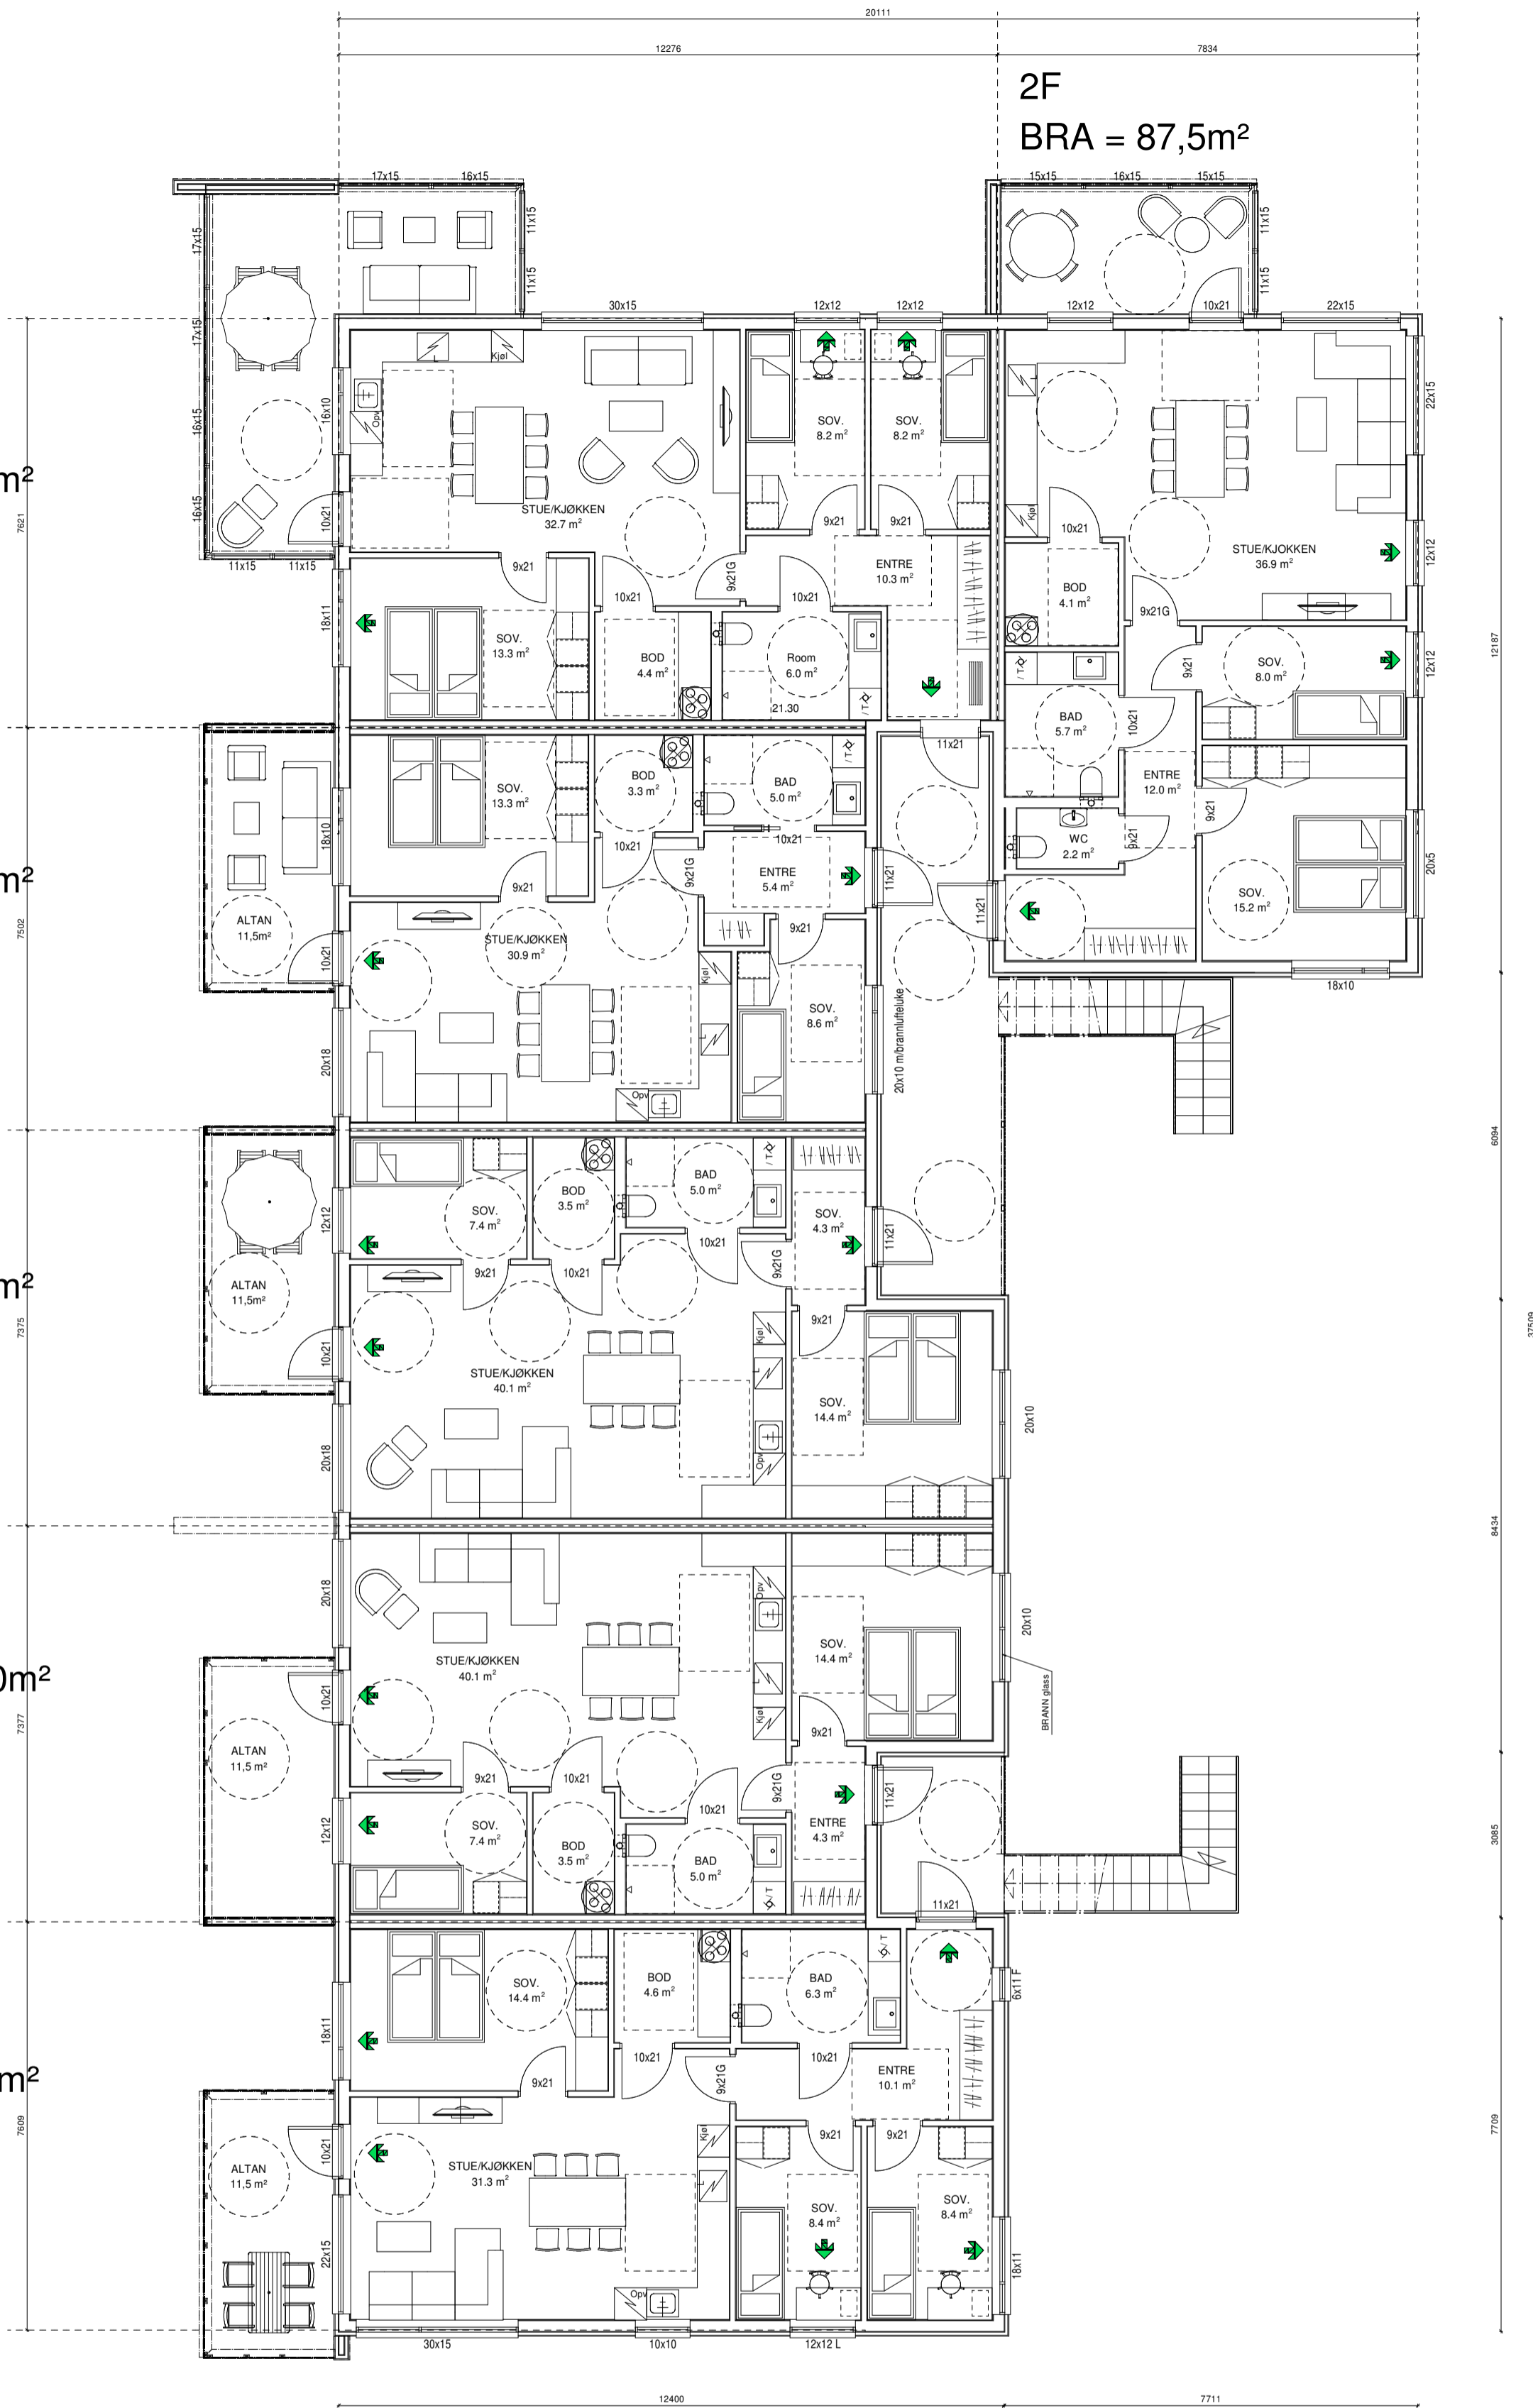 20111
12276
7834
2F
BRA = 87,5m²
17x15
16x15
15x15
16x15
15x15
11x15
11x15
11x15
11x15
17x15
17x15
16x15
16x15
11x15
11x15
30x15
12x12
12x12
12x12
10x21
22x15
L
Kjøl
Opv
16x10
10x21
18x11
SOV.
8.2 m²
SOV.
8.2 m²
STUE/KJØKKEN
32.7 m²
9x21
9x21
9x21
9x21G
10x21
10x21
ENTRE
10.3 m²
SOV.
13.3 m²
BOD
4.4 m²
Room
6.0 m²
21.30
/ T
11x21
22x15
12x12
12x12
20x5
Kjøl
10x21
STUE/KJOKKEN
36.9 m²
BOD
4.1 m²
9x21G
9x21
SOV.
8.0 m²
/ T
BAD
5.7 m²
10x21
ENTRE
12.0 m²
9x21
9x21
WC
2.2 m²
SOV.
15.2 m²
11x21
18x10
m²
7621
12187
SOV.
13.3 m²
BOD
3.3 m²
BAD
5.0 m²
/ T
18x10
10x21
10x21
9x21G
9x21
ENTRE
5.4 m²
11x21
m²
7502
ALTAN
11,5m²
10x21
STUE/KJØKKEN
30.9 m²
9x21
Kjøl
L
SOV.
8.6 m²
20x10 m/brannlufteluke
20x18
Opv
6094
SOV.
7.4 m²
BOD
3.5 m²
BAD
5.0 m²
/ T
SOV.
4.3 m²
12x12
11x21
m²
7375
37509
ALTAN
11,5m²
10x21
9x21
10x21
10x21
9x21G
9x21
Kjøl
L
STUE/KJØKKEN
40.1 m²
SOV.
14.4 m²
20x10
20x18
Opv
8434
20x18
Opv
SOV.
14.4 m²
20x10
STUE/KJØKKEN
40.1 m²
L
Kjøl
BRANN glass
0m²
7377
10x21
ALTAN
11,5 m²
9x21
9x21
10x21
10x21
9x21G
11x21
12x12
SOV.
7.4 m²
BOD
3.5 m²
BAD
5.0 m²
/ T
ENTRE
4.3 m²
3085
11x21
SOV.
14.4 m²
BOD
4.6 m²
BAD
6.3 m²
/ T
6x11 F
18x11
10x21
10x21
9x21
9x21G
ENTRE
10.1 m²
m²
7609
7709
10x21
ALTAN
11,5 m²
9x21
9x21
Kjøl
L
STUE/KJØKKEN
31.3 m²
SOV.
8.4 m²
SOV.
8.4 m²
22x15
18x11
Opv
30x15
10x10
12x12 L
12400
7711